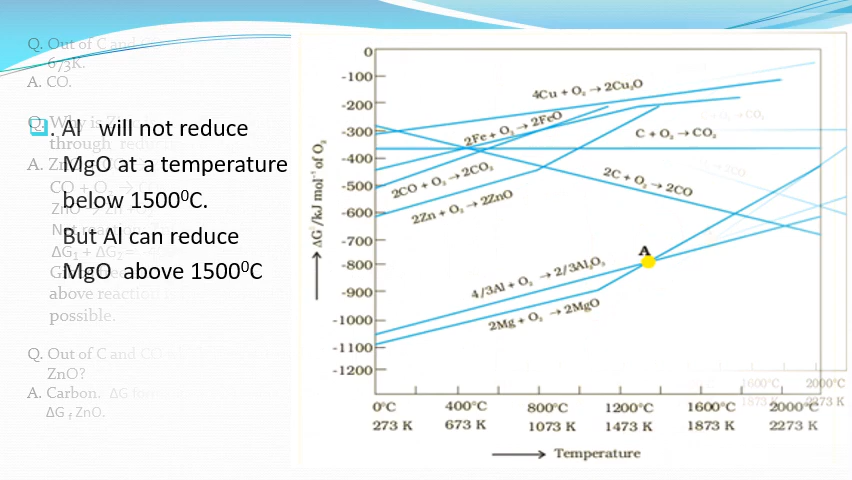 Q. Out of C and
673K.
A. CO.
. Al will not reduce
MgO at a temperature
below 1500⁰C.
But Al can reduce
MgO above 1500⁰C
Q. Why is
through
A.
CO + O₂
ZnO
ΔG₁ + ΔG₂ =
above reaction
possible.
Q. Out of C and CO
ZnO?
A. Carbon. ΔG
ΔG f ZnO.
0
-100
-200
-300
-400
-500
-600
-700
-800
-900
-1000
-1100
-1200
ΔG°/kJ mol⁻¹ of O₂
4Cu + O₂ → 2Cu₂O
2Fe + O₂ → 2FeO
C + O₂ → CO₂
2CO + O₂ → 2CO₂
2C + O₂ → 2CO
2Zn + O₂ → 2ZnO
A
4/3Al + O₂ → 2/3Al₂O₃
2Mg + O₂ → 2MgO
1600°C 2000°C
1873 K 2273 K
0°C 400°C 800°C 1200°C 1600°C 2000°C
273 K 673 K 1073 K 1473 K 1873 K 2273 K
Temperature